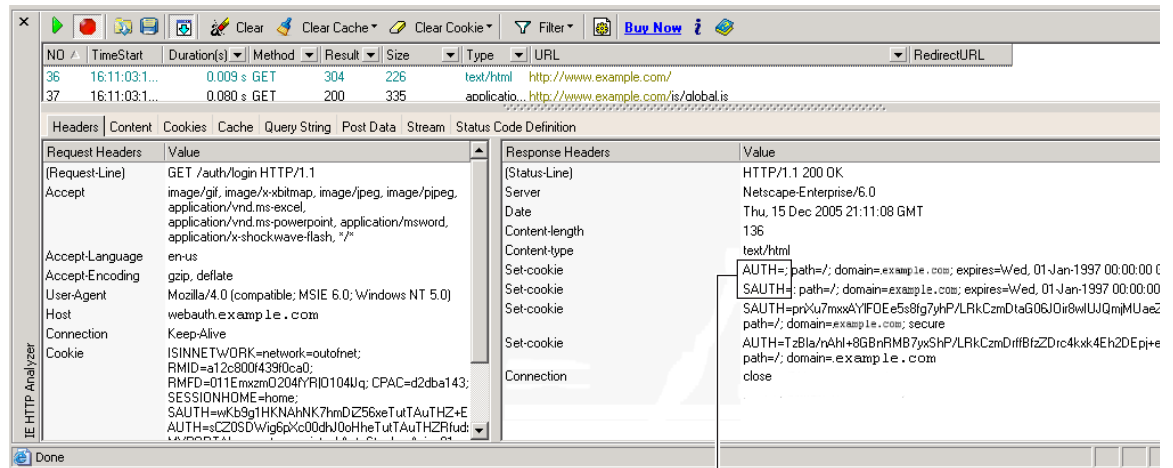 Clear Clear Cache Clear Cookie Filter Buy Now
NO TimeStart Duration(s) Method Result Size Type URL RedirectURL
36 16:11:03:1... 0.009 s GET 304 226 text/html http://www.example.com/
37 16:11:03:1... 0.080 s GET 200 335 applicatio... http://www.example.com/js/global.js
Headers Content Cookies Cache Query String Post Data Stream Status Code Definition
Request Headers Value
(Request-Line) GET /auth/login HTTP/1.1
Accept image/gif, image/x-xbitmap, image/jpeg, image/pjpeg,
application/vnd.ms-excel,
application/vnd.ms-powerpoint, application/msword,
application/x-shockwave-flash, */*
Accept-Language en-us
Accept-Encoding gzip, deflate
User-Agent Mozilla/4.0 (compatible; MSIE 6.0; Windows NT 5.0)
Host webauth.example.com
Connection Keep-Alive
Cookie ISINNETWORK=network=outofnet;
RMID=a12c800f439f0ca0;
CPAC=d2dba143;
SESSIONHOME=home;
Response Headers Value
(Status-Line) HTTP/1.1 200 OK
Server Netscape-Enterprise/6.0
Date Thu, 15 Dec 2005 21:11:08 GMT
Content-length 136
Content-type text/html
Set-cookie AUTH=; path=/; domain=.example.com; expires=Wed, 01-Jan-1997 00:00:00
Set-cookie SAUTH=; path=/; domain=.example.com; expires=Wed, 01-Jan-1997 00:00:00
Set-cookie
path=/; domain=.example.com; secure
Set-cookie
path=/; domain=.example.com
Connection close
IE HTTP Analyzer
Done